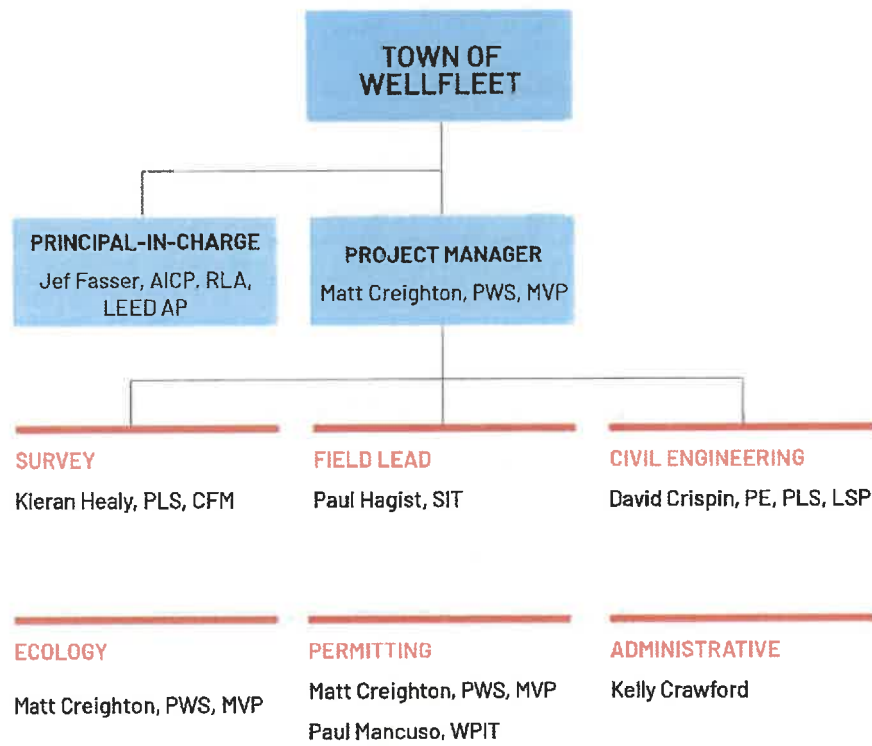 TOWN OF
WELLFLEET
PRINCIPAL-IN-CHARGE
Jef Fasser, AICP, RLA,
LEED AP
PROJECT MANAGER
Matt Creighton, PWS, MVP
SURVEY
Kieran Healy, PLS, CFM
FIELD LEAD
Paul Hagist, SIT
CIVIL ENGINEERING
David Crispin, PE, PLS, LSP
ECOLOGY
Matt Creighton, PWS, MVP
PERMITTING
Matt Creighton, PWS, MVP
Paul Mancuso, WPIT
ADMINISTRATIVE
Kelly Crawford